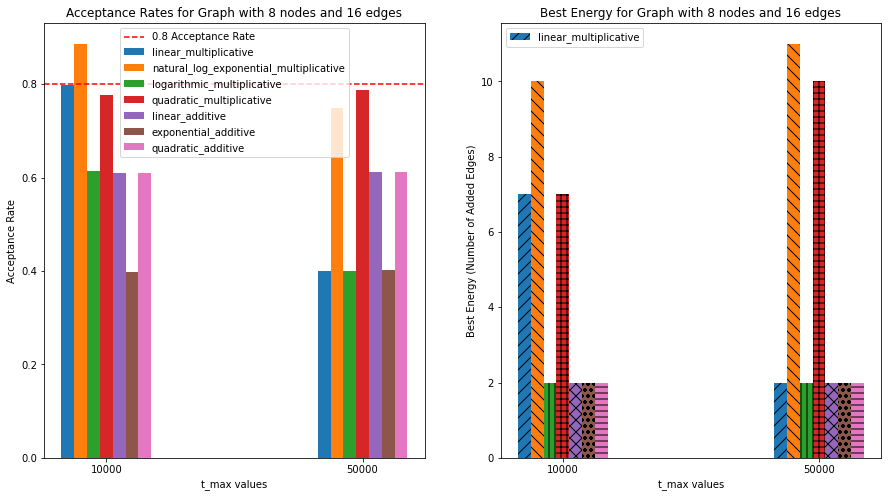 Acceptance Rates for Graph with 8 nodes and 16 edges
0.8 Acceptance Rate
linear_multiplicative
natural_log_exponential_multiplicative
logarithmic_multiplicative
quadratic_multiplicative
linear_additive
exponential_additive
quadratic_additive
Acceptance Rate
0.8
0.6
0.4
0.2
0.0
10000
50000
t_max values
Best Energy for Graph with 8 nodes and 16 edges
linear_multiplicative
Best Energy (Number of Added Edges)
10
8
6
4
2
0
10000
50000
t_max values